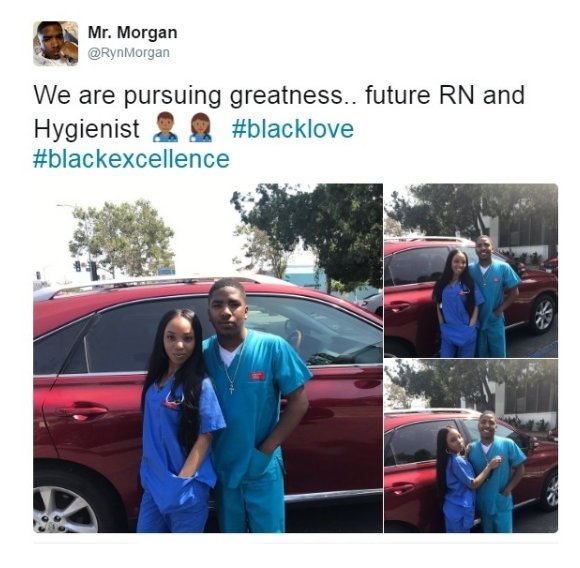 Mr. Morgan
@RynMorgan
We are pursuing greatness.. future RN and
Hygienist 👨🏾‍⚕️ 👩🏾‍⚕️ #blacklove
#blackexcellence